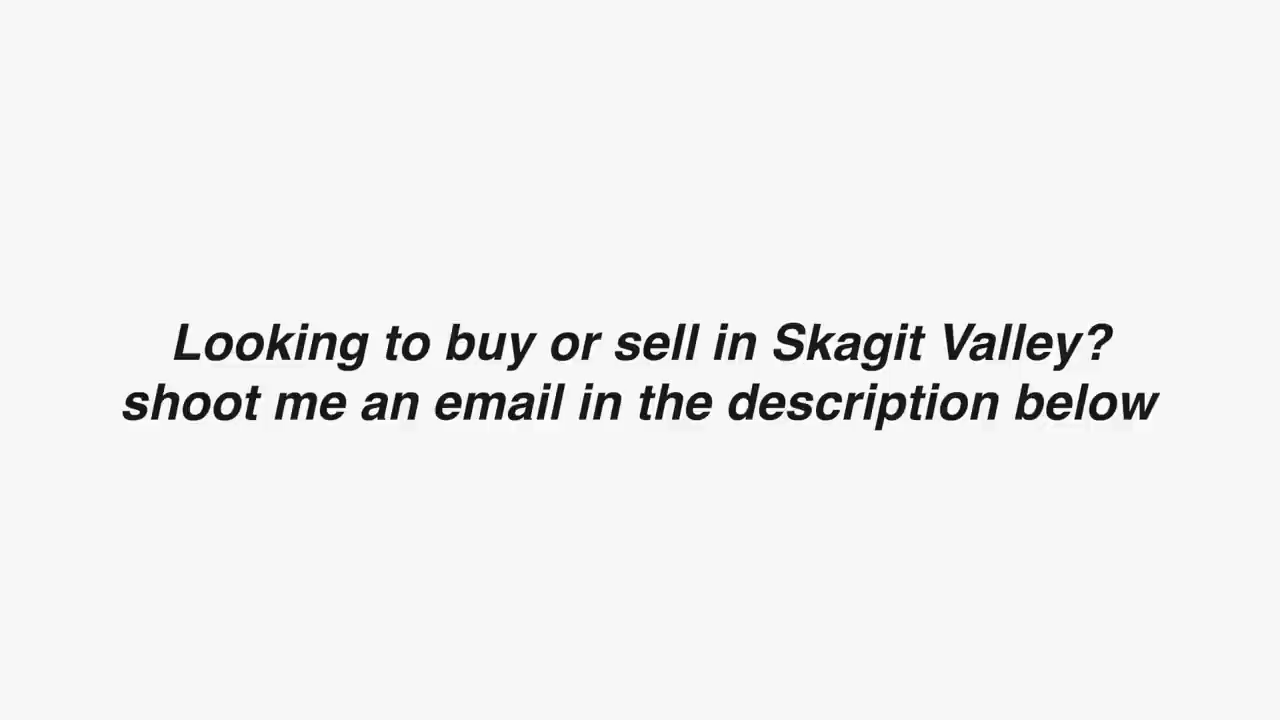 Looking to buy or sell in Skagit Valley?
shoot me an email in the description below